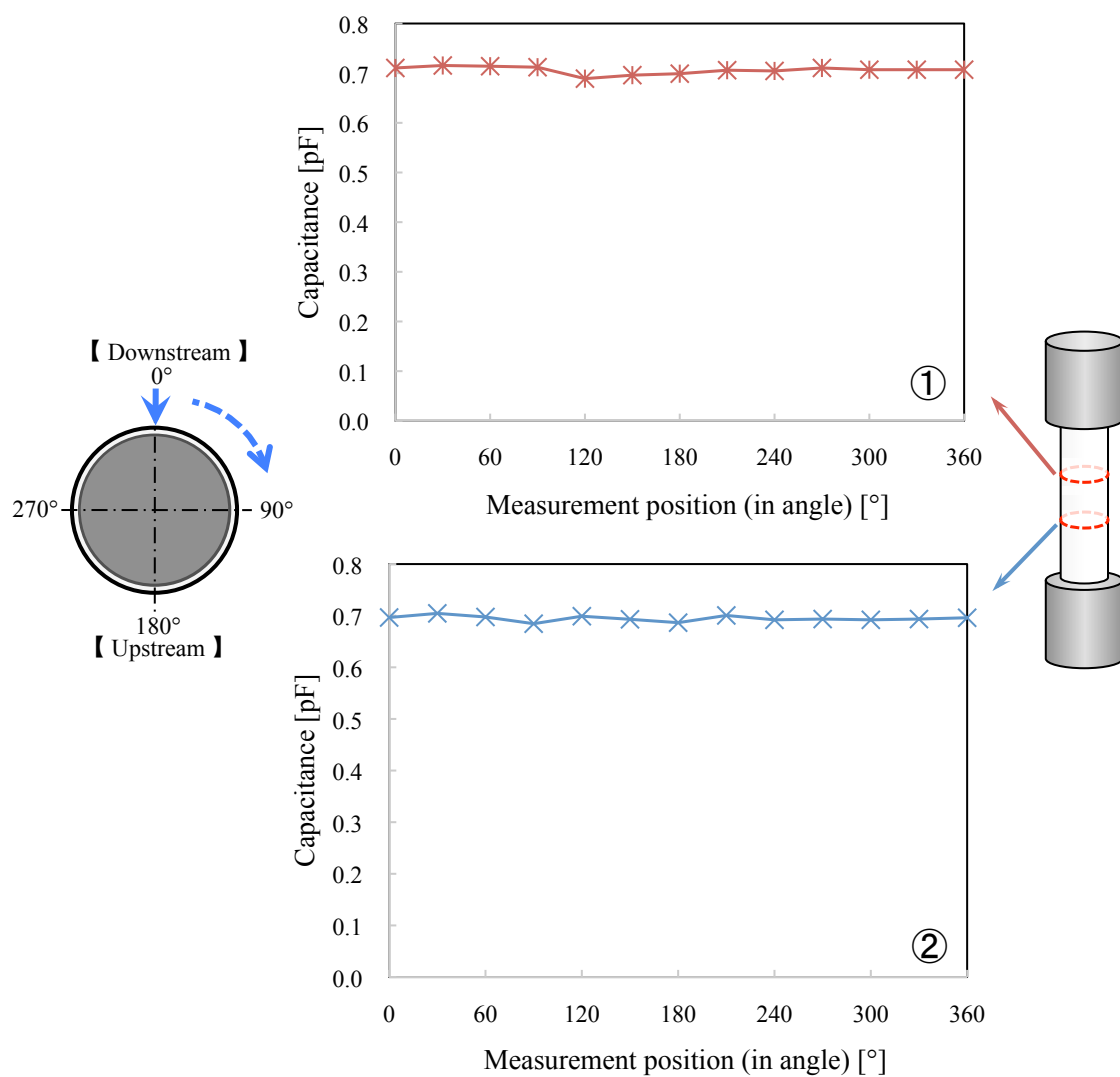 0.8
0.7
0.6
0.5
0.4
0.3
0.2
0.1
0.0
Capacitance [pF]
①
0 60 120 180 240 300 360
Measurement position (in angle) [°]
【 Downstream 】
0°
270° 90°
180°
【 Upstream 】
0.8
0.7
0.6
0.5
0.4
0.3
0.2
0.1
0.0
Capacitance [pF]
②
0 60 120 180 240 300 360
Measurement position (in angle) [°]